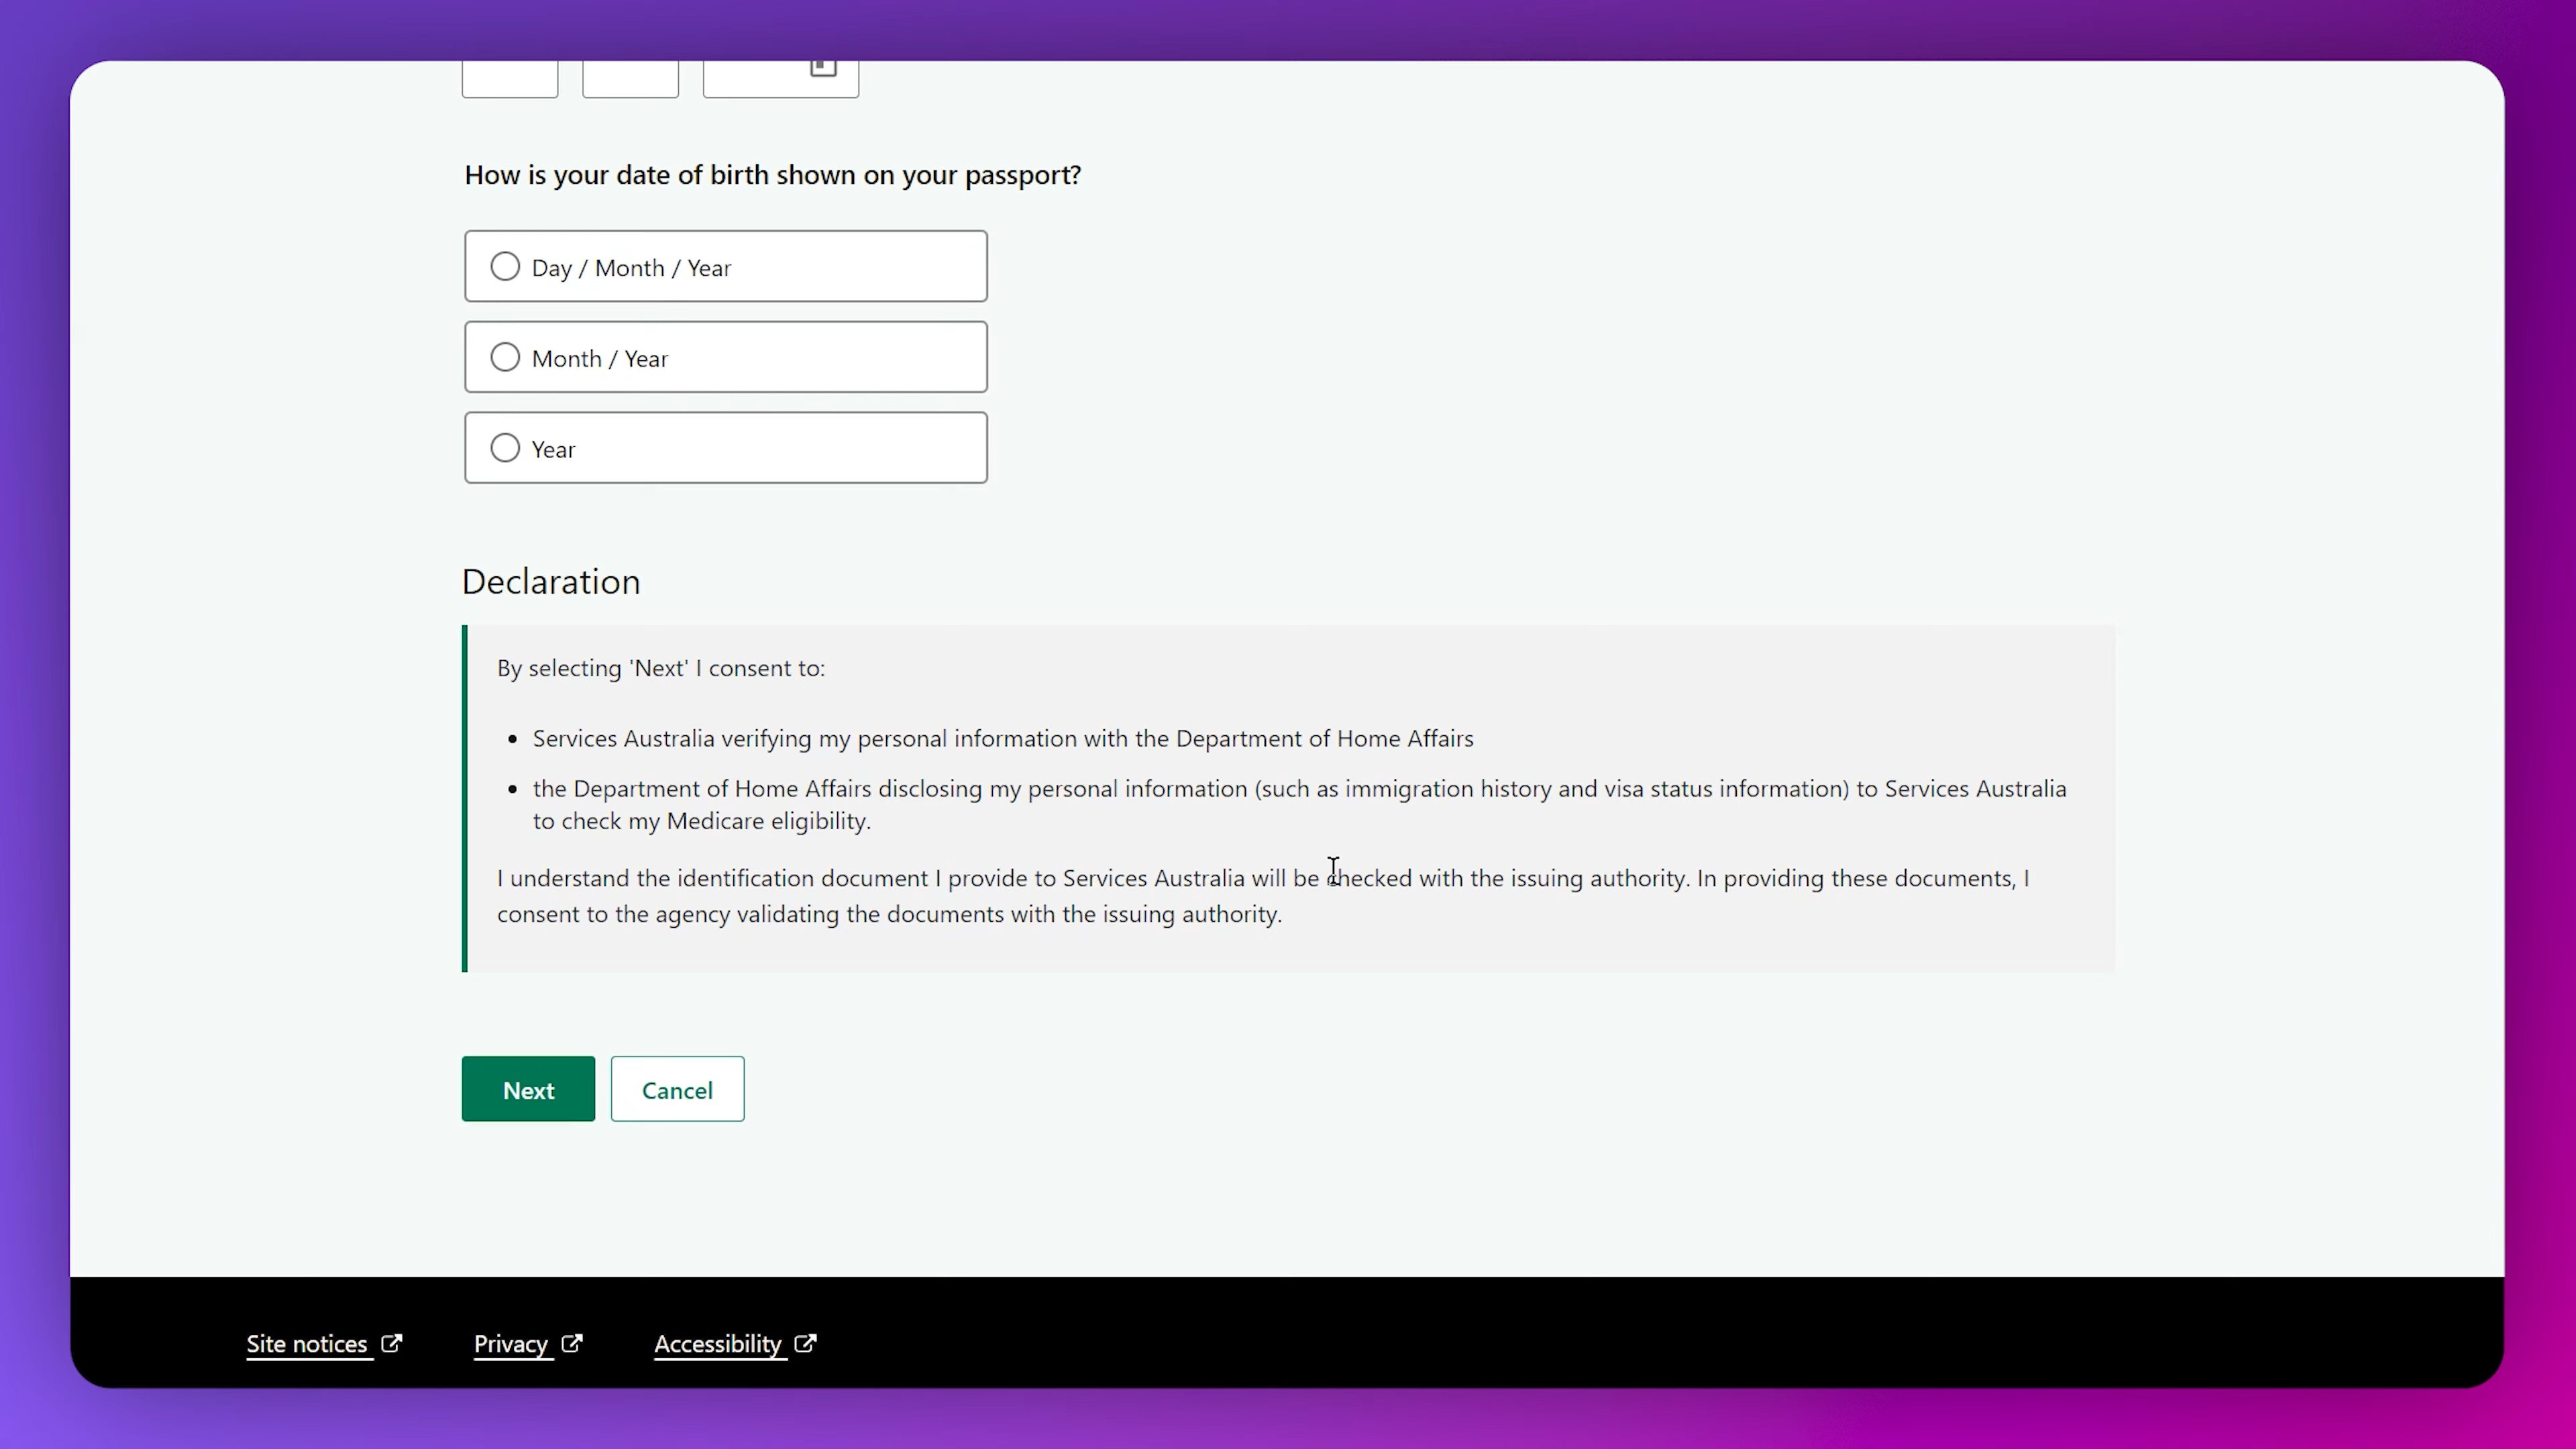 How is your date of birth shown on your passport?
Day / Month / Year
Month / Year
Year
Declaration
By selecting 'Next' I consent to:
• Services Australia verifying my personal information with the Department of Home Affairs
• the Department of Home Affairs disclosing my personal information (such as immigration history and visa status information) to Services Australia
to check my Medicare eligibility.
I understand the identification document I provide to Services Australia will be checked with the issuing authority. In providing these documents, I
consent to the agency validating the documents with the issuing authority.
Next Cancel
Site notices Privacy Accessibility